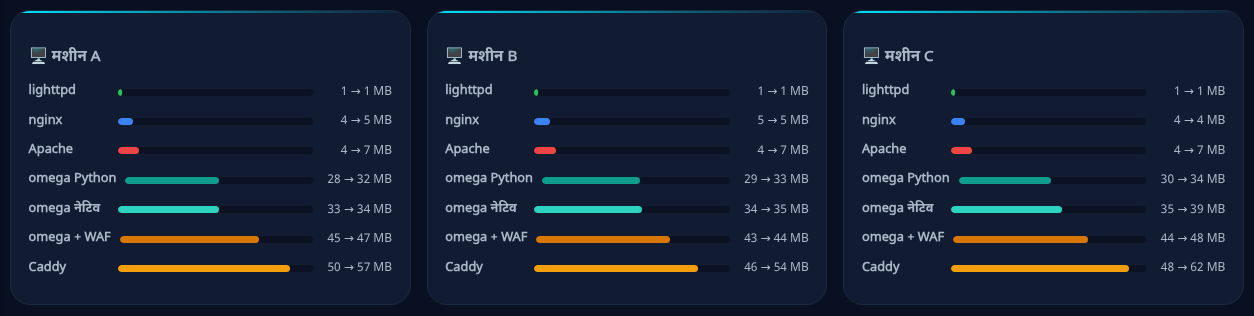 मशीन A
lighttpd 1 → 1 MB
nginx 4 → 5 MB
Apache 4 → 7 MB
omega Python 28 → 32 MB
omega नेटिव 33 → 34 MB
omega + WAF 45 → 47 MB
Caddy 50 → 57 MB
मशीन B
lighttpd 1 → 1 MB
nginx 5 → 5 MB
Apache 4 → 7 MB
omega Python 29 → 33 MB
omega नेटिव 34 → 35 MB
omega + WAF 43 → 44 MB
Caddy 46 → 54 MB
मशीन C
lighttpd 1 → 1 MB
nginx 4 → 4 MB
Apache 4 → 7 MB
omega Python 30 → 34 MB
omega नेटिव 35 → 39 MB
omega + WAF 44 → 48 MB
Caddy 48 → 62 MB